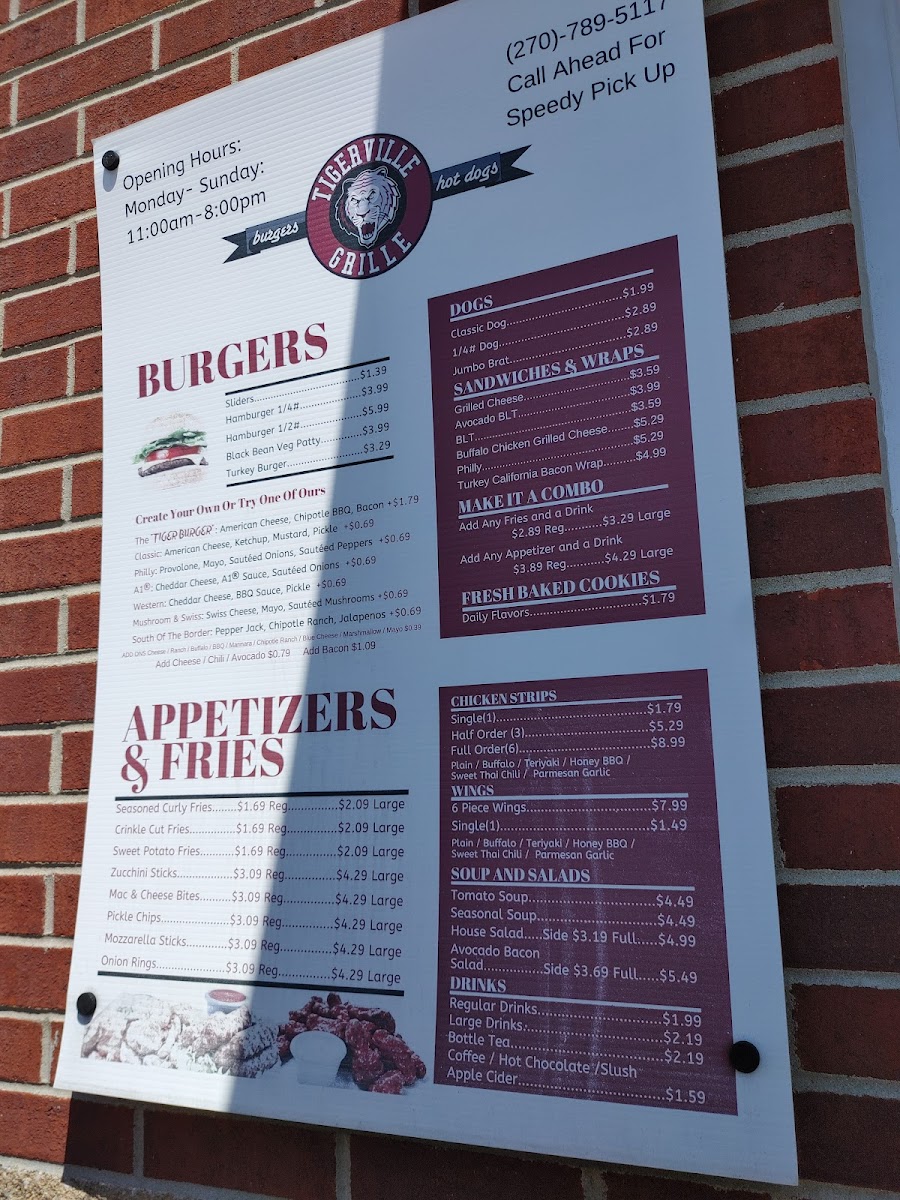 (270)-789-5117
Call Ahead For
Speedy Pick Up
Opening Hours:
Monday- Sunday:
11:00am-8:00pm
TIGERVILLE
burgers
hot dogs
GRILLE
BURGERS
Sliders............................$1.39
Hamburger 1/4#......................$3.99
Hamburger 1/2#......................$5.99
Black Bean Veg Patty............$3.99
Turkey Burger......................$3.29
Create Your Own Or Try One Of Ours
The "TIGER BURGER": American Cheese, Chipotle BBQ, Bacon +$1.79
Classic: American Cheese, Ketchup, Mustard, Pickle +$0.69
Philly: Provolone, Mayo, Sautéed Onions, Sautéed Peppers +$0.69
A1®: Cheddar Cheese, A1® Sauce, Sautéed Onions +$0.69
Western: Cheddar Cheese, BBQ Sauce, Pickle +$0.69
Mushroom & Swiss: Swiss Cheese, Mayo, Sautéed Mushrooms +$0.69
South Of The Border: Pepper Jack, Chipotle Ranch, Jalapenos +$0.69
ADD ONS Cheese / Ranch / Buffalo / BBQ / Marinara / Chipotle Ranch / Blue Cheese / Marshmallow / Mayo $0.39
Add Cheese / Chili / Avocado $0.79 Add Bacon $1.09
APPETIZERS
& FRIES
Seasoned Curly Fries........$1.69 Reg...............$2.09 Large
Crinkle Cut Fries...............$1.69 Reg...............$2.09 Large
Sweet Potato Fries...........$1.69 Reg...............$2.09 Large
Zucchini Sticks.................$3.09 Reg...............$4.29 Large
Mac & Cheese Bites..........$3.09 Reg...............$4.29 Large
Pickle Chips.....................$3.09 Reg...............$4.29 Large
Mozzarella Sticks.............$3.09 Reg...............$4.29 Large
Onion Rings......................$3.09 Reg...............$4.29 Large
DOGS
Classic Dog..............................$1.99
1/4# Dog.................................$2.89
Jumbo Brat...............................$2.89
SANDWICHES & WRAPS
Grilled Cheese............................$3.59
Avocado BLT...............................$3.99
BLT........................................$3.59
Buffalo Chicken Grilled Cheese........$5.29
Philly......................................$5.29
Turkey California Bacon Wrap.........$4.99
MAKE IT A COMBO
Add Any Fries and a Drink
$2.89 Reg..........$3.29 Large
Add Any Appetizer and a Drink
$3.89 Reg..........$4.29 Large
FRESH BAKED COOKIES
Daily Flavors.............................$1.79
CHICKEN STRIPS
Single(1)...................................$1.79
Half Order (3)..............................$5.29
Full Order(6)...............................$8.99
Plain / Buffalo / Teriyaki / Honey BBQ /
Sweet Thai Chili / Parmesan Garlic
WINGS
6 Piece Wings..............................$7.99
Single(1)...................................$1.49
Plain / Buffalo / Teriyaki / Honey BBQ /
Sweet Thai Chili / Parmesan Garlic
SOUP AND SALADS
Tomato Soup...............................$4.49
Seasonal Soup.............................$4.49
House Salad.....Side $3.19 Full.....$4.99
Avocado Bacon
Salad..............Side $3.69 Full.....$5.49
DRINKS
Regular Drinks............................$1.99
Large Drinks:..............................$2.19
Bottle Tea..................................$2.19
Coffee / Hot Chocolate /Slush
Apple Cider................................$1.59